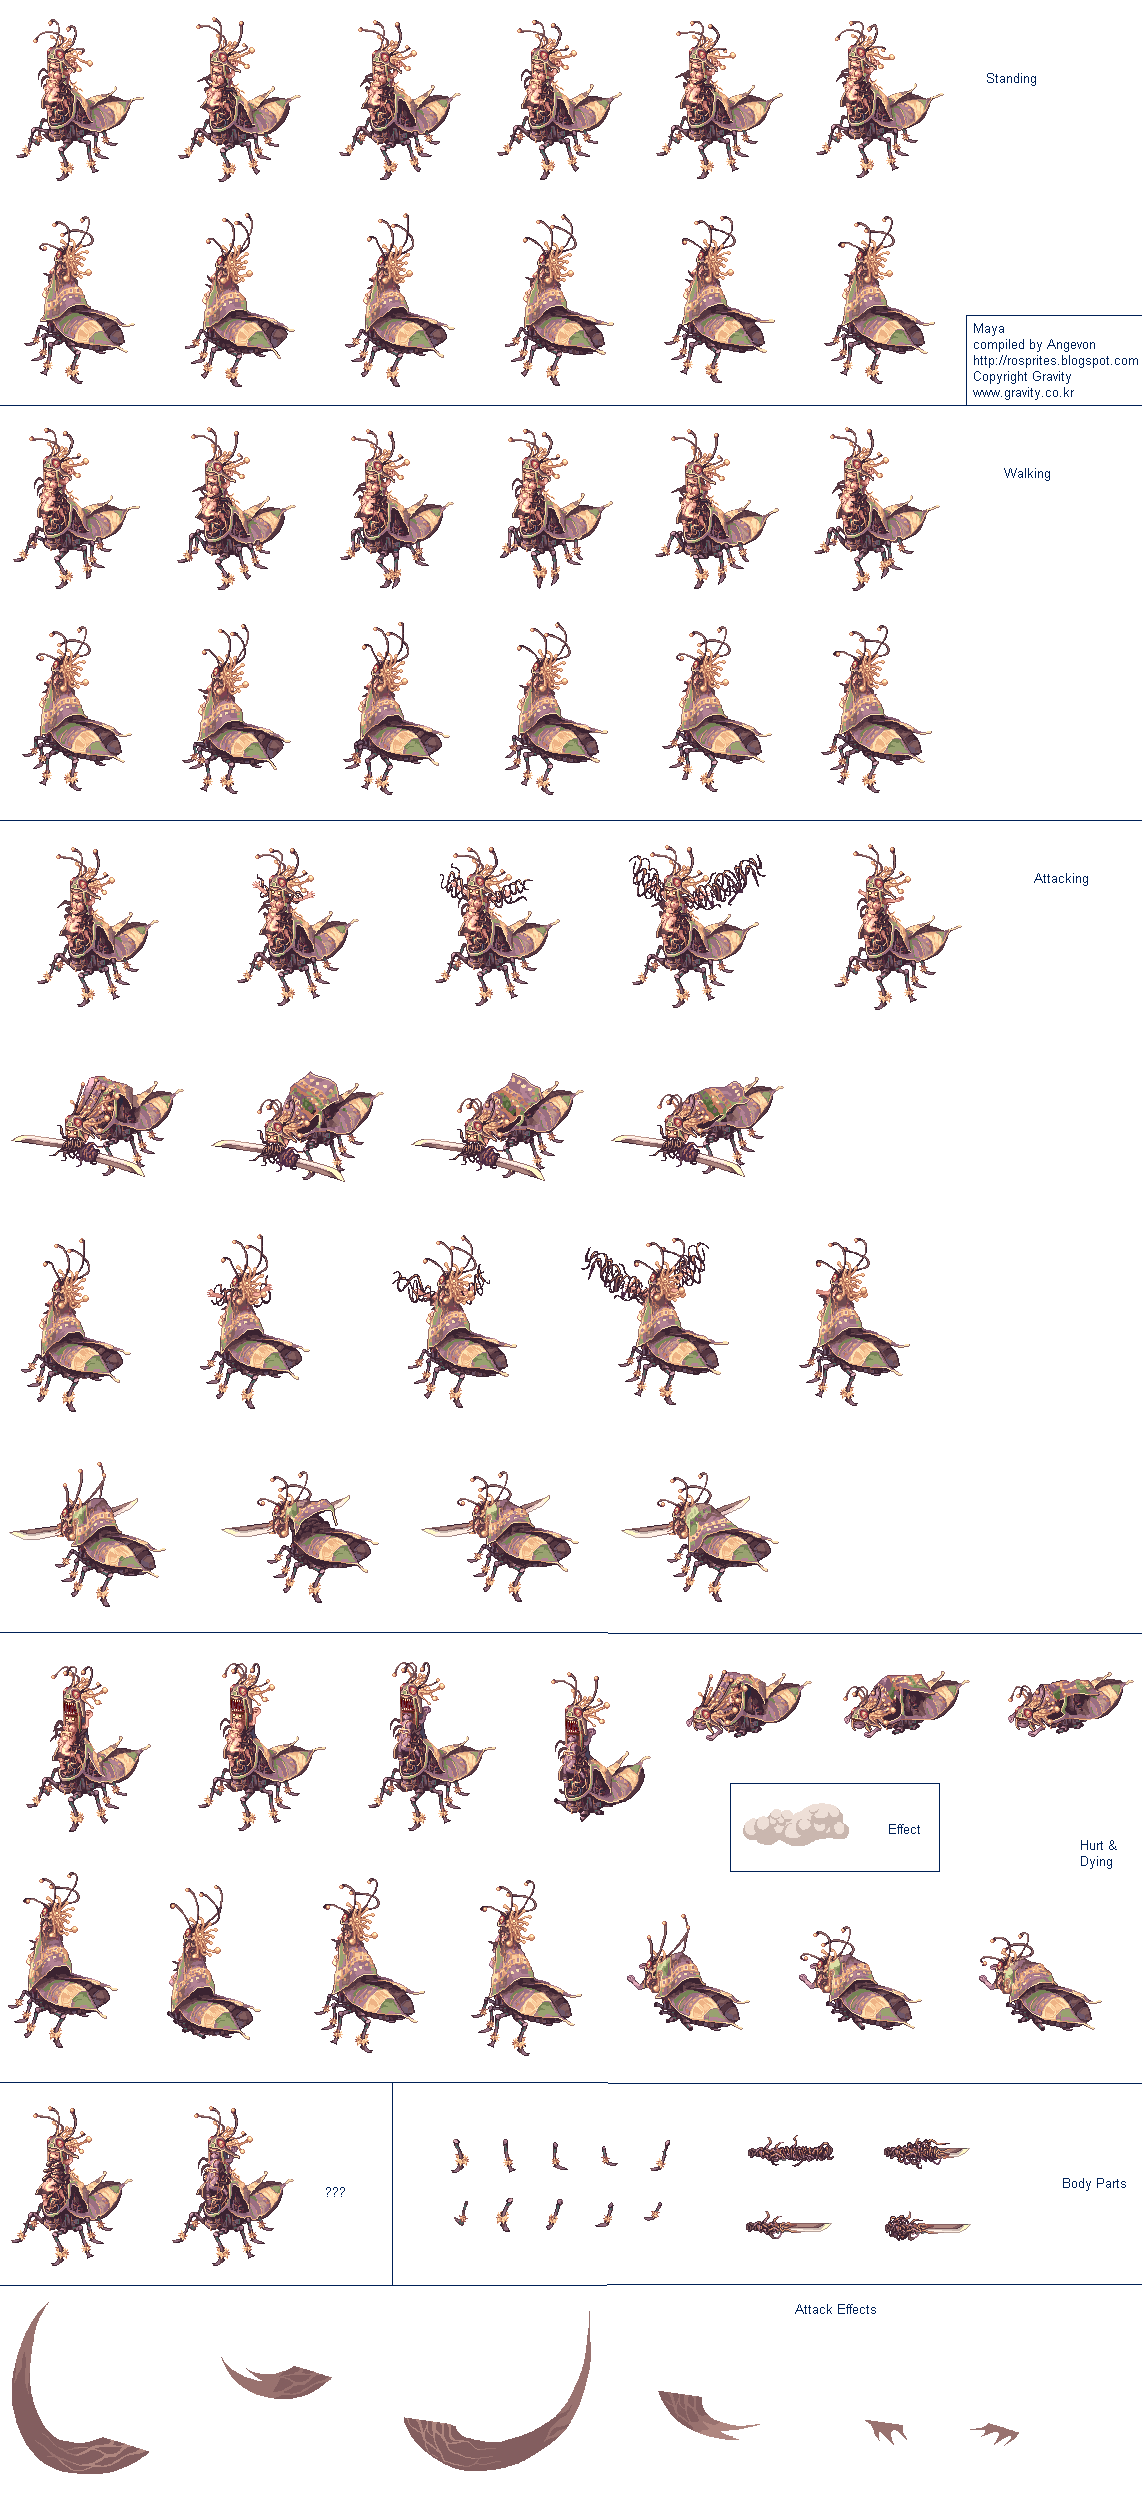 Standing
Maya
compiled by Angevon
http://rosprites.blogspot.com
Copyright Gravity
www.gravity.co.kr
Walking
Attacking
Effect
Hurt &
Dying
???
Body Parts
Attack Effects